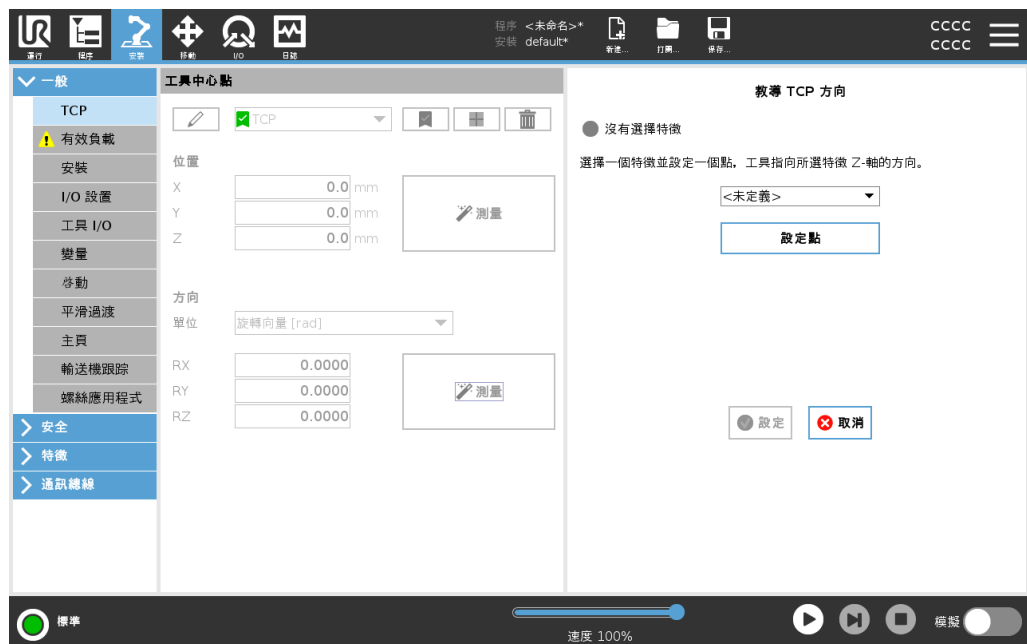 UR
運行
程序
安裝
移動
I/O
日誌
程序 <未命名>*
安裝 default*
新建...
打開...
保存...
CCCC
CCCC
一般
TCP
有效負載
安裝
I/O 設置
工具 I/O
變量
啓動
平滑過渡
主頁
輸送機跟踪
螺絲應用程式
安全
特徵
通訊總線
工具中心點
TCP
位置
X 0.0 mm
Y 0.0 mm
Z 0.0 mm
測量
方向
單位 旋轉向量 [rad]
RX 0.0000
RY 0.0000
RZ 0.0000
測量
教導 TCP 方向
沒有選擇特徵
選擇一個特徵並設定一個點，工具指向所選特徵 Z-軸的方向。
<未定義>
設定點
設定
取消
標準
速度 100%
模擬